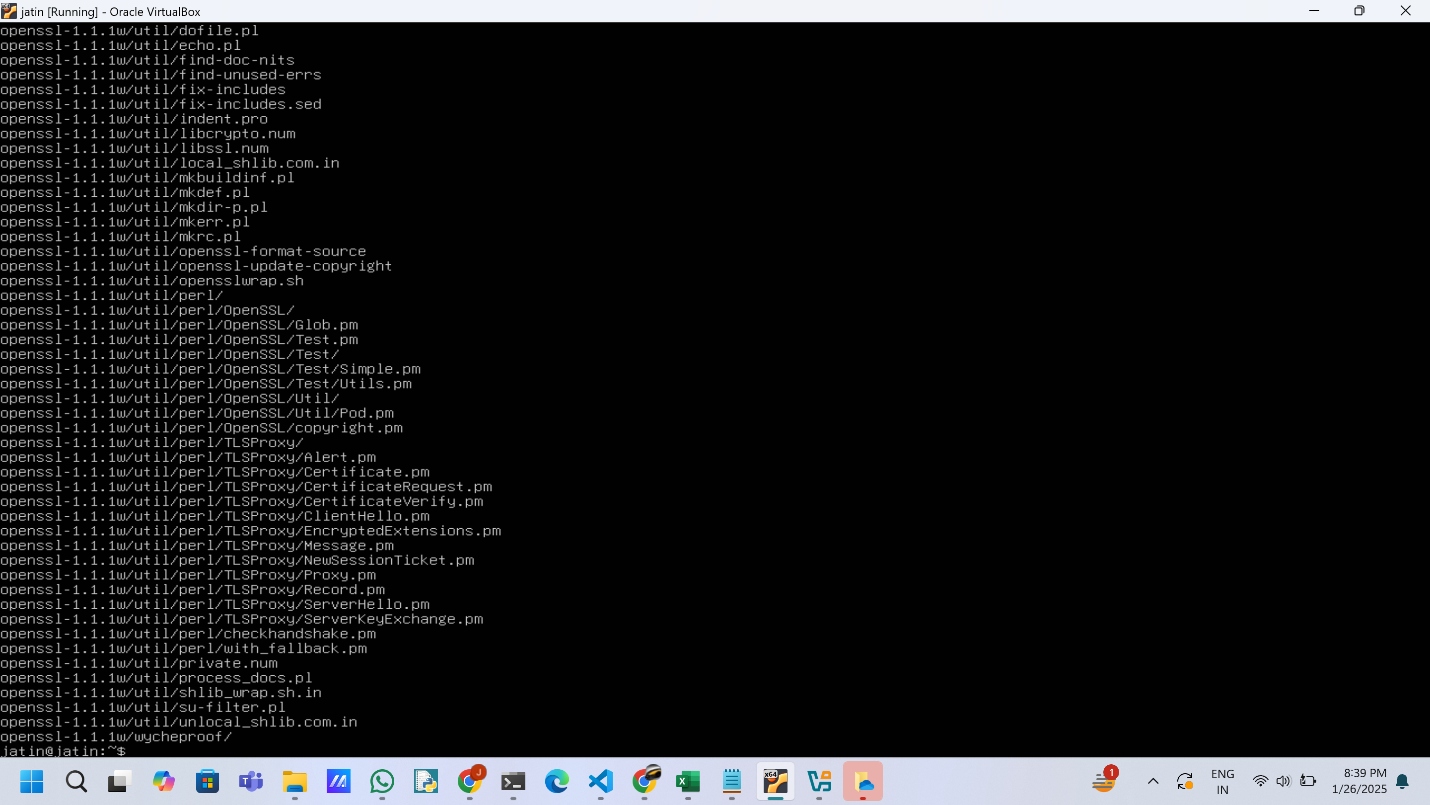 jatin [Running] - Oracle VirtualBox
openssl-1.1.1w/util/dofile.pl
openssl-1.1.1w/util/echo.pl
openssl-1.1.1w/util/find-doc-nits
openssl-1.1.1w/util/find-unused-errs
openssl-1.1.1w/util/fix-includes
openssl-1.1.1w/util/fix-includes.sed
openssl-1.1.1w/util/indent.pro
openssl-1.1.1w/util/libcrypto.num
openssl-1.1.1w/util/libssl.num
openssl-1.1.1w/util/local_shlib.com.in
openssl-1.1.1w/util/mkbuildinf.pl
openssl-1.1.1w/util/mkdef.pl
openssl-1.1.1w/util/mkdir-p.pl
openssl-1.1.1w/util/mkerr.pl
openssl-1.1.1w/util/mkrc.pl
openssl-1.1.1w/util/openssl-format-source
openssl-1.1.1w/util/openssl-update-copyright
openssl-1.1.1w/util/opensslwrap.sh
openssl-1.1.1w/util/perl/
openssl-1.1.1w/util/perl/OpenSSL/
openssl-1.1.1w/util/perl/OpenSSL/Glob.pm
openssl-1.1.1w/util/perl/OpenSSL/Test.pm
openssl-1.1.1w/util/perl/OpenSSL/Test/
openssl-1.1.1w/util/perl/OpenSSL/Test/Simple.pm
openssl-1.1.1w/util/perl/OpenSSL/Test/Utils.pm
openssl-1.1.1w/util/perl/OpenSSL/Util/
openssl-1.1.1w/util/perl/OpenSSL/Util/Pod.pm
openssl-1.1.1w/util/perl/OpenSSL/copyright.pm
openssl-1.1.1w/util/perl/TLSProxy/
openssl-1.1.1w/util/perl/TLSProxy/Alert.pm
openssl-1.1.1w/util/perl/TLSProxy/Certificate.pm
openssl-1.1.1w/util/perl/TLSProxy/CertificateRequest.pm
openssl-1.1.1w/util/perl/TLSProxy/CertificateVerify.pm
openssl-1.1.1w/util/perl/TLSProxy/ClientHello.pm
openssl-1.1.1w/util/perl/TLSProxy/EncryptedExtensions.pm
openssl-1.1.1w/util/perl/TLSProxy/Message.pm
openssl-1.1.1w/util/perl/TLSProxy/NewSessionTicket.pm
openssl-1.1.1w/util/perl/TLSProxy/Proxy.pm
openssl-1.1.1w/util/perl/TLSProxy/Record.pm
openssl-1.1.1w/util/perl/TLSProxy/ServerHello.pm
openssl-1.1.1w/util/perl/TLSProxy/ServerKeyExchange.pm
openssl-1.1.1w/util/perl/checkhandshake.pm
openssl-1.1.1w/util/perl/with_fallback.pm
openssl-1.1.1w/util/private.num
openssl-1.1.1w/util/process_docs.pl
openssl-1.1.1w/util/shlib_wrap.sh.in
openssl-1.1.1w/util/su-filter.pl
openssl-1.1.1w/util/unlocal_shlib.com.in
openssl-1.1.1w/wycheproof/
jatin@jatin:~$
J
X64
1
ENG
IN
8:39 PM
1/26/2025